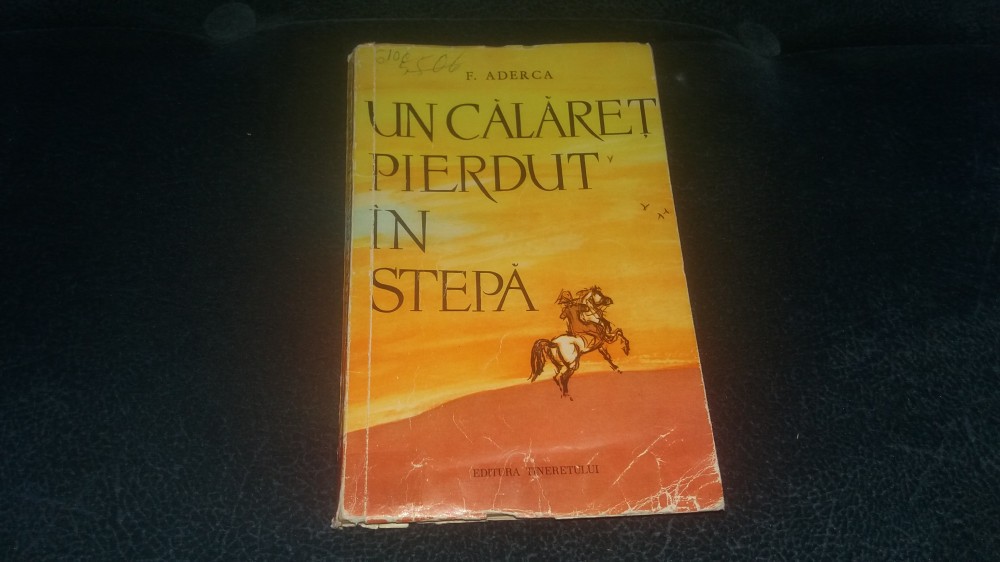 F. ADERCA
UN CĂLĂREȚ
PIERDUT
ÎN
STEPĂ
EDITURA TINERETULUI